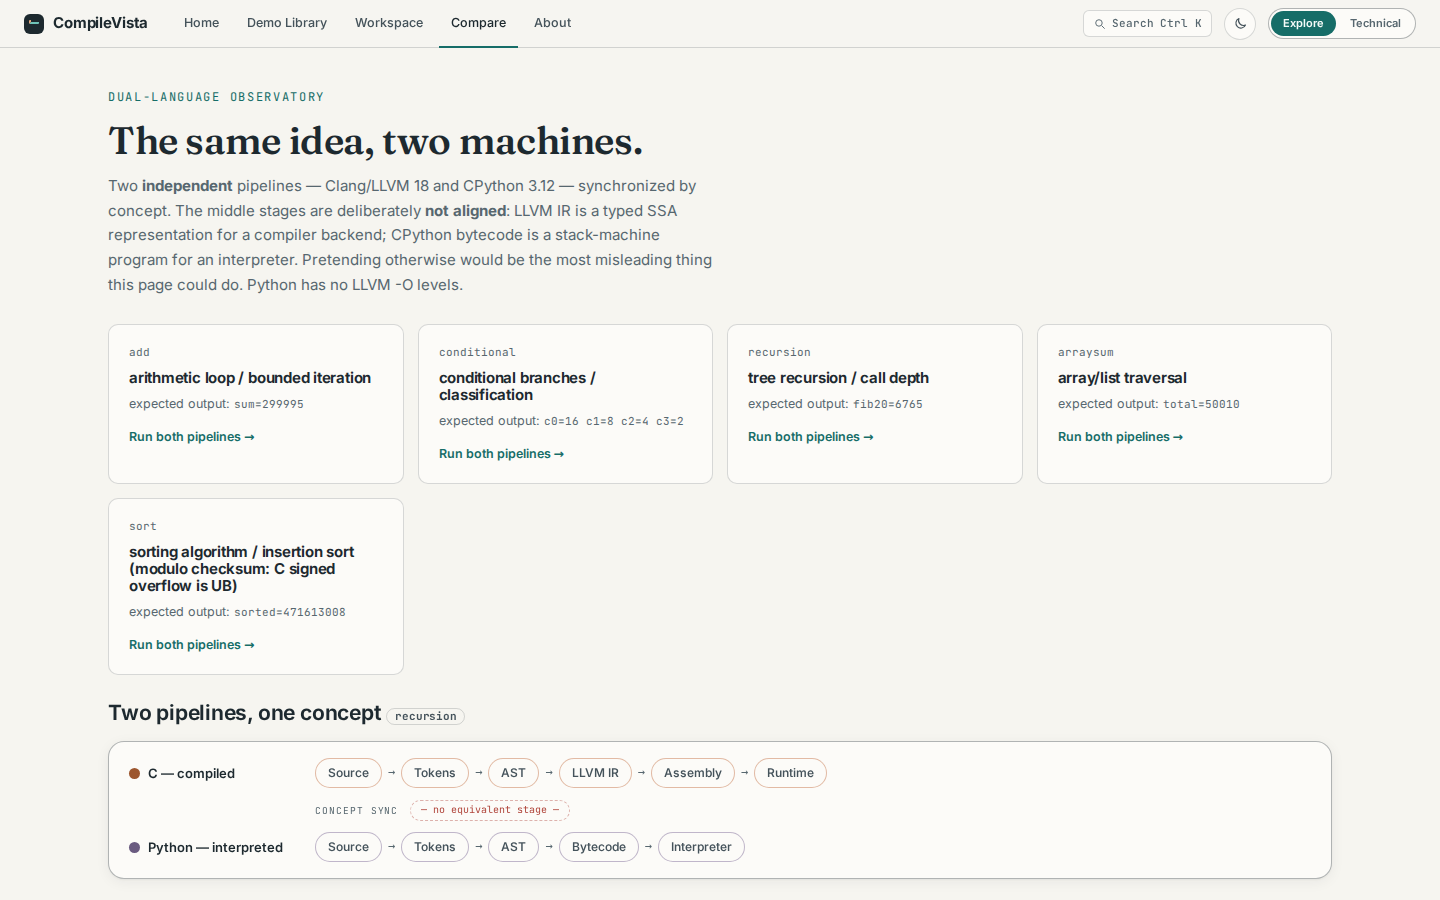 CompileVista
Home
Demo Library
Workspace
Compare
About
Search Ctrl K
Explore
Technical
DUAL-LANGUAGE OBSERVATORY
The same idea, two machines.
Two independent pipelines — Clang/LLVM 18 and CPython 3.12 — synchronized by
concept. The middle stages are deliberately not aligned: LLVM IR is a typed SSA
representation for a compiler backend; CPython bytecode is a stack-machine
program for an interpreter. Pretending otherwise would be the most misleading thing
this page could do. Python has no LLVM -O levels.
add
arithmetic loop / bounded iteration
expected output: sum=299995
Run both pipelines →
conditional
conditional branches /
classification
expected output: c0=16 c1=8 c2=4 c3=2
Run both pipelines →
recursion
tree recursion / call depth
expected output: fib20=6765
Run both pipelines →
arraysum
array/list traversal
expected output: total=50010
Run both pipelines →
sort
sorting algorithm / insertion sort
(modulo checksum: C signed
overflow is UB)
expected output: sorted=471613008
Run both pipelines →
Two pipelines, one concept recursion
C — compiled
Source → Tokens → AST → LLVM IR → Assembly → Runtime
CONCEPT SYNC — no equivalent stage —
Python — interpreted
Source → Tokens → AST → Bytecode → Interpreter